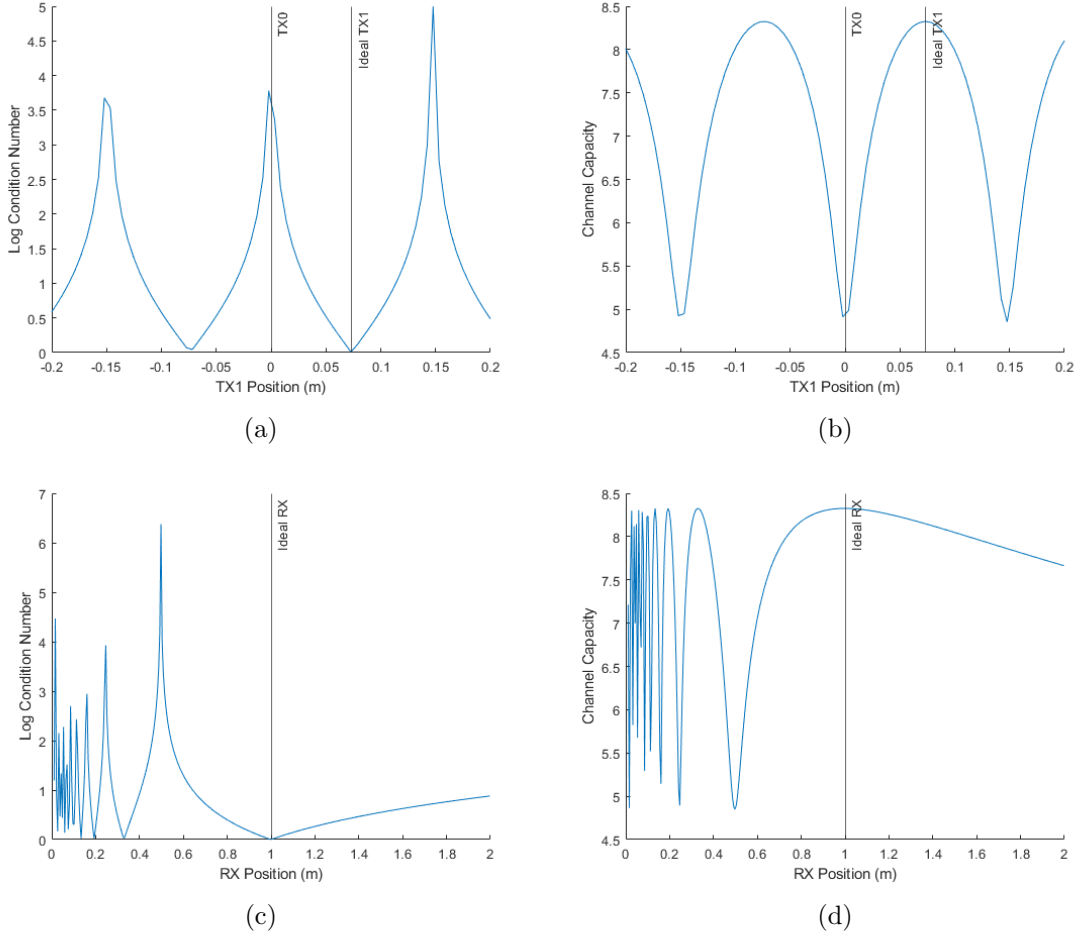 5
4.5
4
3.5
3
2.5
2
1.5
1
0.5
0
Log Condition Number
-0.2 -0.15 -0.1 -0.05 0 0.05 0.1 0.15 0.2
TX1 Position (m)
TX0
Ideal TX1
(a)
8.5
8
7.5
7
6.5
6
5.5
5
4.5
Channel Capacity
-0.2 -0.15 -0.1 -0.05 0 0.05 0.1 0.15 0.2
TX1 Position (m)
TX0
Ideal TX1
(b)
7
6
5
4
3
2
1
0
Log Condition Number
0 0.2 0.4 0.6 0.8 1 1.2 1.4 1.6 1.8 2
RX Position (m)
Ideal RX
(c)
8.5
8
7.5
7
6.5
6
5.5
5
4.5
Channel Capacity
0 0.2 0.4 0.6 0.8 1 1.2 1.4 1.6 1.8 2
RX Position (m)
Ideal RX
(d)